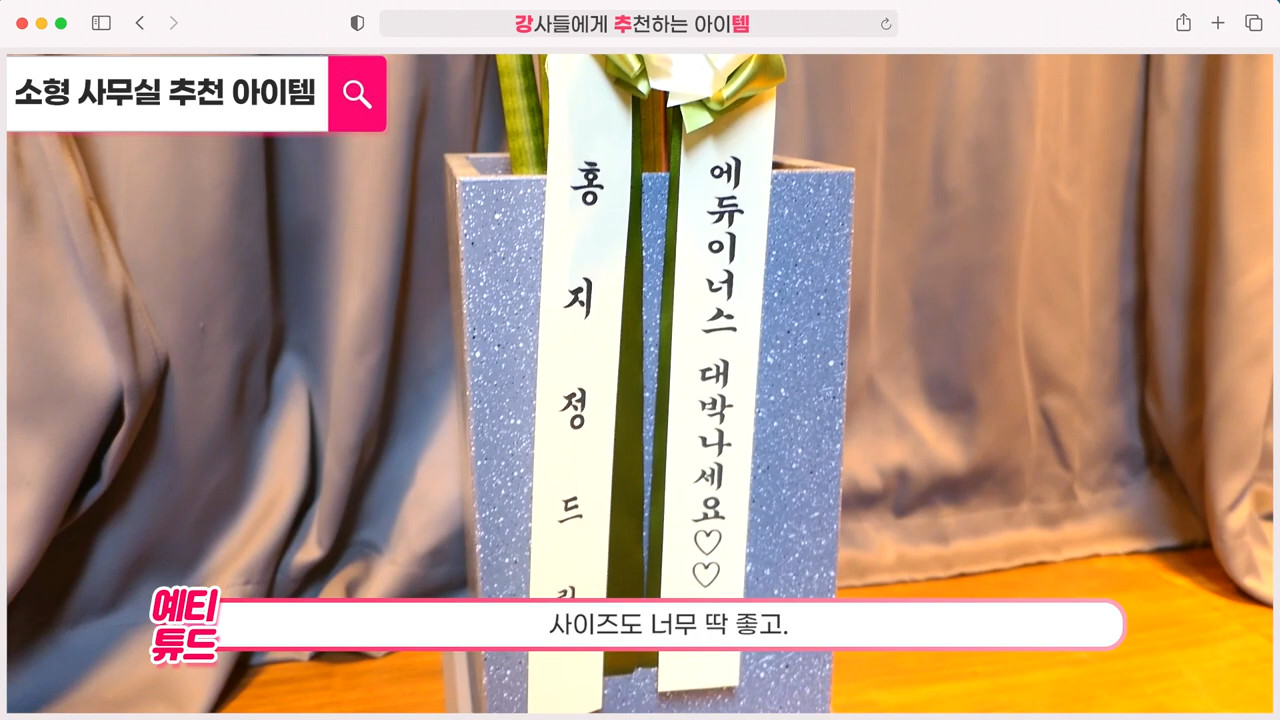 강사들에게 추천하는 아이템
소형 사무실 추천 아이템
홍지정드
에듀이너스 대박나세요♡♡
예티
튜드
사이즈도 너무 딱 좋고.